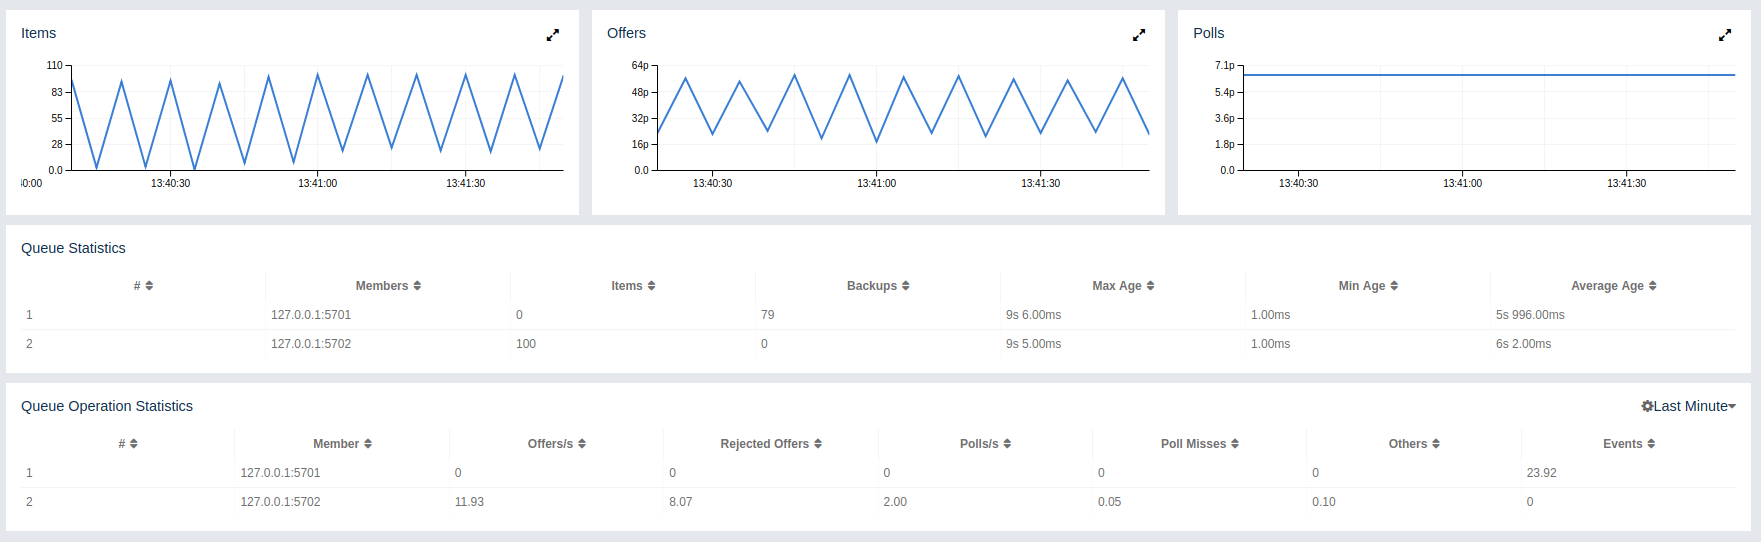 Items
110
83
55
28
0.0
:0:00
13:40:30
13:41:00
13:41:30
Offers
64p
48p
32p
16p
0.0
13:40:30
13:41:00
13:41:30
Polls
7.1p
5.4p
3.6p
1.8p
0.0
13:40:30
13:41:00
13:41:30
Queue Statistics
# Members Items Backups Max Age Min Age Average Age
1 127.0.0.1:5701 0 79 9s 6.00ms 1.00ms 5s 996.00ms
2 127.0.0.1:5702 100 0 9s 5.00ms 1.00ms 6s 2.00ms
Queue Operation Statistics
Last Minute
# Member Offers/s Rejected Offers Polls/s Poll Misses Others Events
1 127.0.0.1:5701 0 0 0 0 0 23.92
2 127.0.0.1:5702 11.93 8.07 2.00 0.05 0.10 0